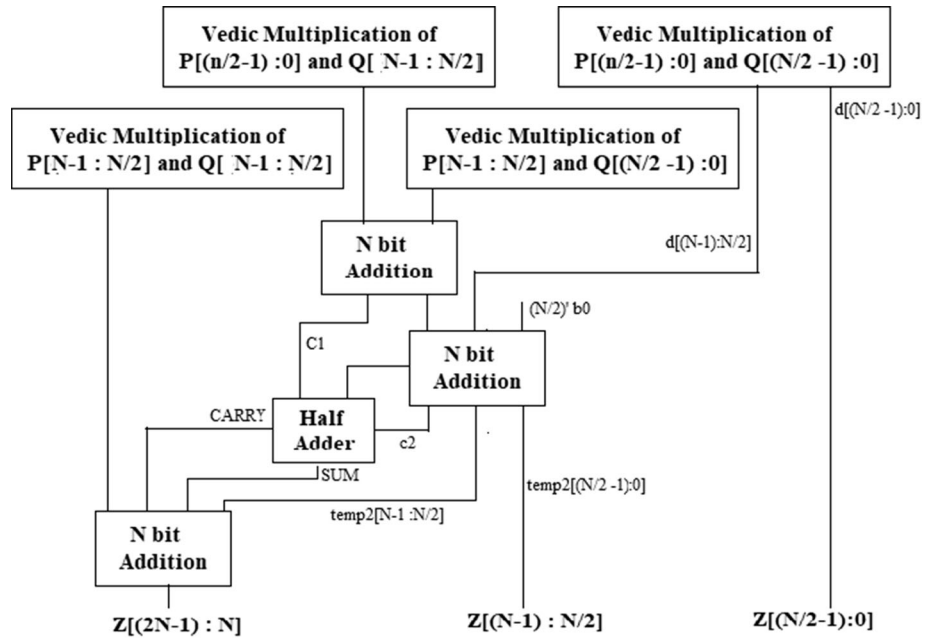 Vedic Multiplication of
P[(n/2-1) :0] and Q[ N-1 : N/2]
Vedic Multiplication of
P[(n/2-1) :0] and Q[(N/2 -1) :0]
d[(N/2 -1):0]
Vedic Multiplication of
P[N-1 : N/2] and Q[ N-1 : N/2]
Vedic Multiplication of
P[N-1 : N/2] and Q[(N/2 -1) :0]
N bit
Addition
d[(N-1):N/2]
(N/2)' b0
C1
N bit
Addition
CARRY
Half
Adder
c2
SUM
temp2[(N/2 -1):0]
temp2[N-1 :N/2]
N bit
Addition
Z[(2N-1) : N]
Z[(N-1) : N/2]
Z[(N/2-1):0]